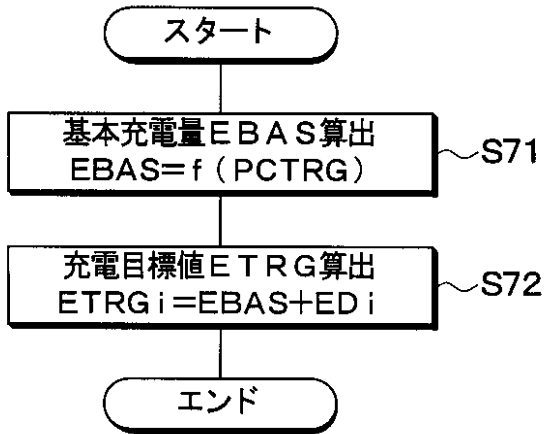 スタート
基本充電量ＥＢＡＳ算出
EBAS=f（PCTRG）
S71
充電目標値ＥＴＲＧ算出
ETRGi=EBAS+EDi
S72
エンド